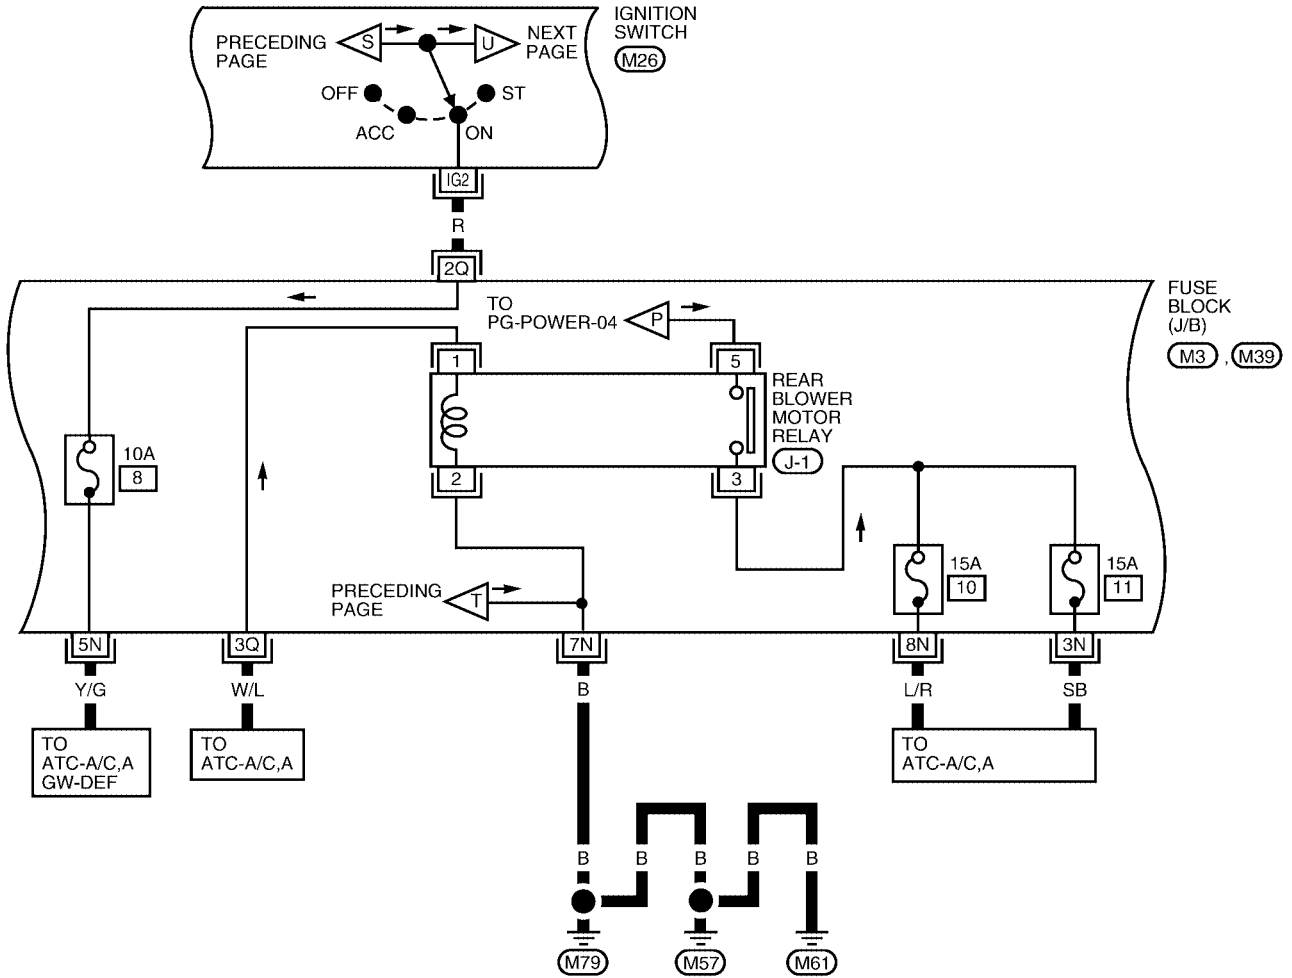 IGNITION
SWITCH
M26
PRECEDING
PAGE
S
U
NEXT
PAGE
OFF
ST
ACC
ON
IG2
R
2Q
FUSE
BLOCK
(J/B)
M3 , M39
TO
PG-POWER-04
P
1
5
REAR
BLOWER
MOTOR
RELAY
J-1
10A
8
2
3
15A
10
15A
11
PRECEDING
PAGE
T
5N
3Q
7N
8N
3N
Y/G
W/L
B
L/R
SB
TO
ATC-A/C,A
GW-DEF
TO
ATC-A/C,A
TO
ATC-A/C,A
B
B
B
B
B
M79
M57
M61